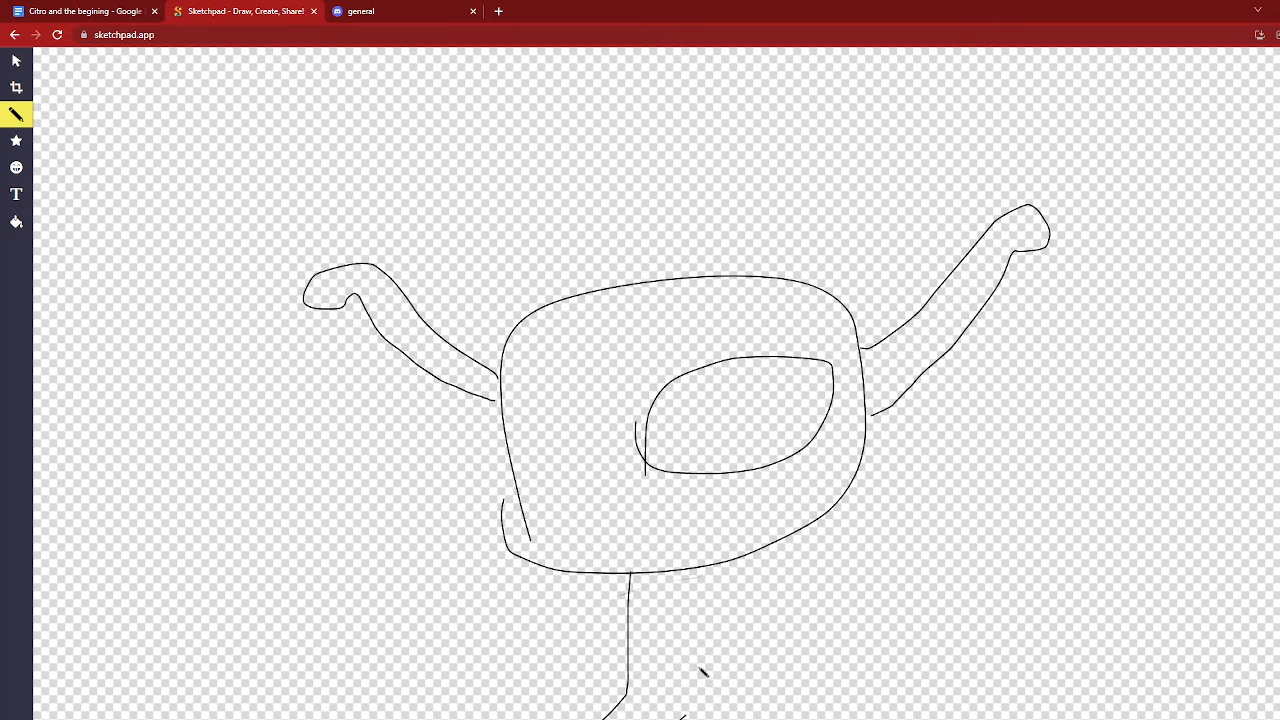 Citro and the begining - Google
Sketchpad - Draw, Create, Share!
general
sketchpad.app
T